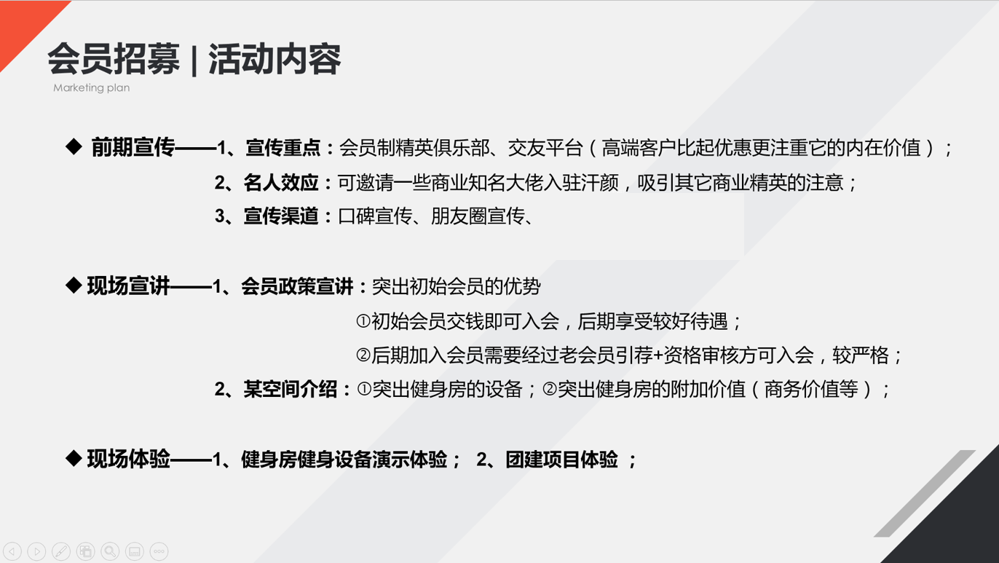 会员招募 | 活动内容
Marketing plan
◆ 前期宣传——1、宣传重点：会员制精英俱乐部、交友平台（高端客户比起优惠更注重它的内在价值）；
2、名人效应：可邀请一些商业知名大佬入驻汗颜，吸引其它商业精英的注意；
3、宣传渠道：口碑宣传、朋友圈宣传、
◆ 现场宣讲——1、会员政策宣讲：突出初始会员的优势
①初始会员交钱即可入会，后期享受较好待遇；
②后期加入会员需要经过老会员引荐+资格审核方可入会，较严格；
2、某空间介绍：①突出健身房的设备；②突出健身房的附加价值（商务价值等）；
◆ 现场体验——1、健身房健身设备演示体验； 2、团建项目体验 ；